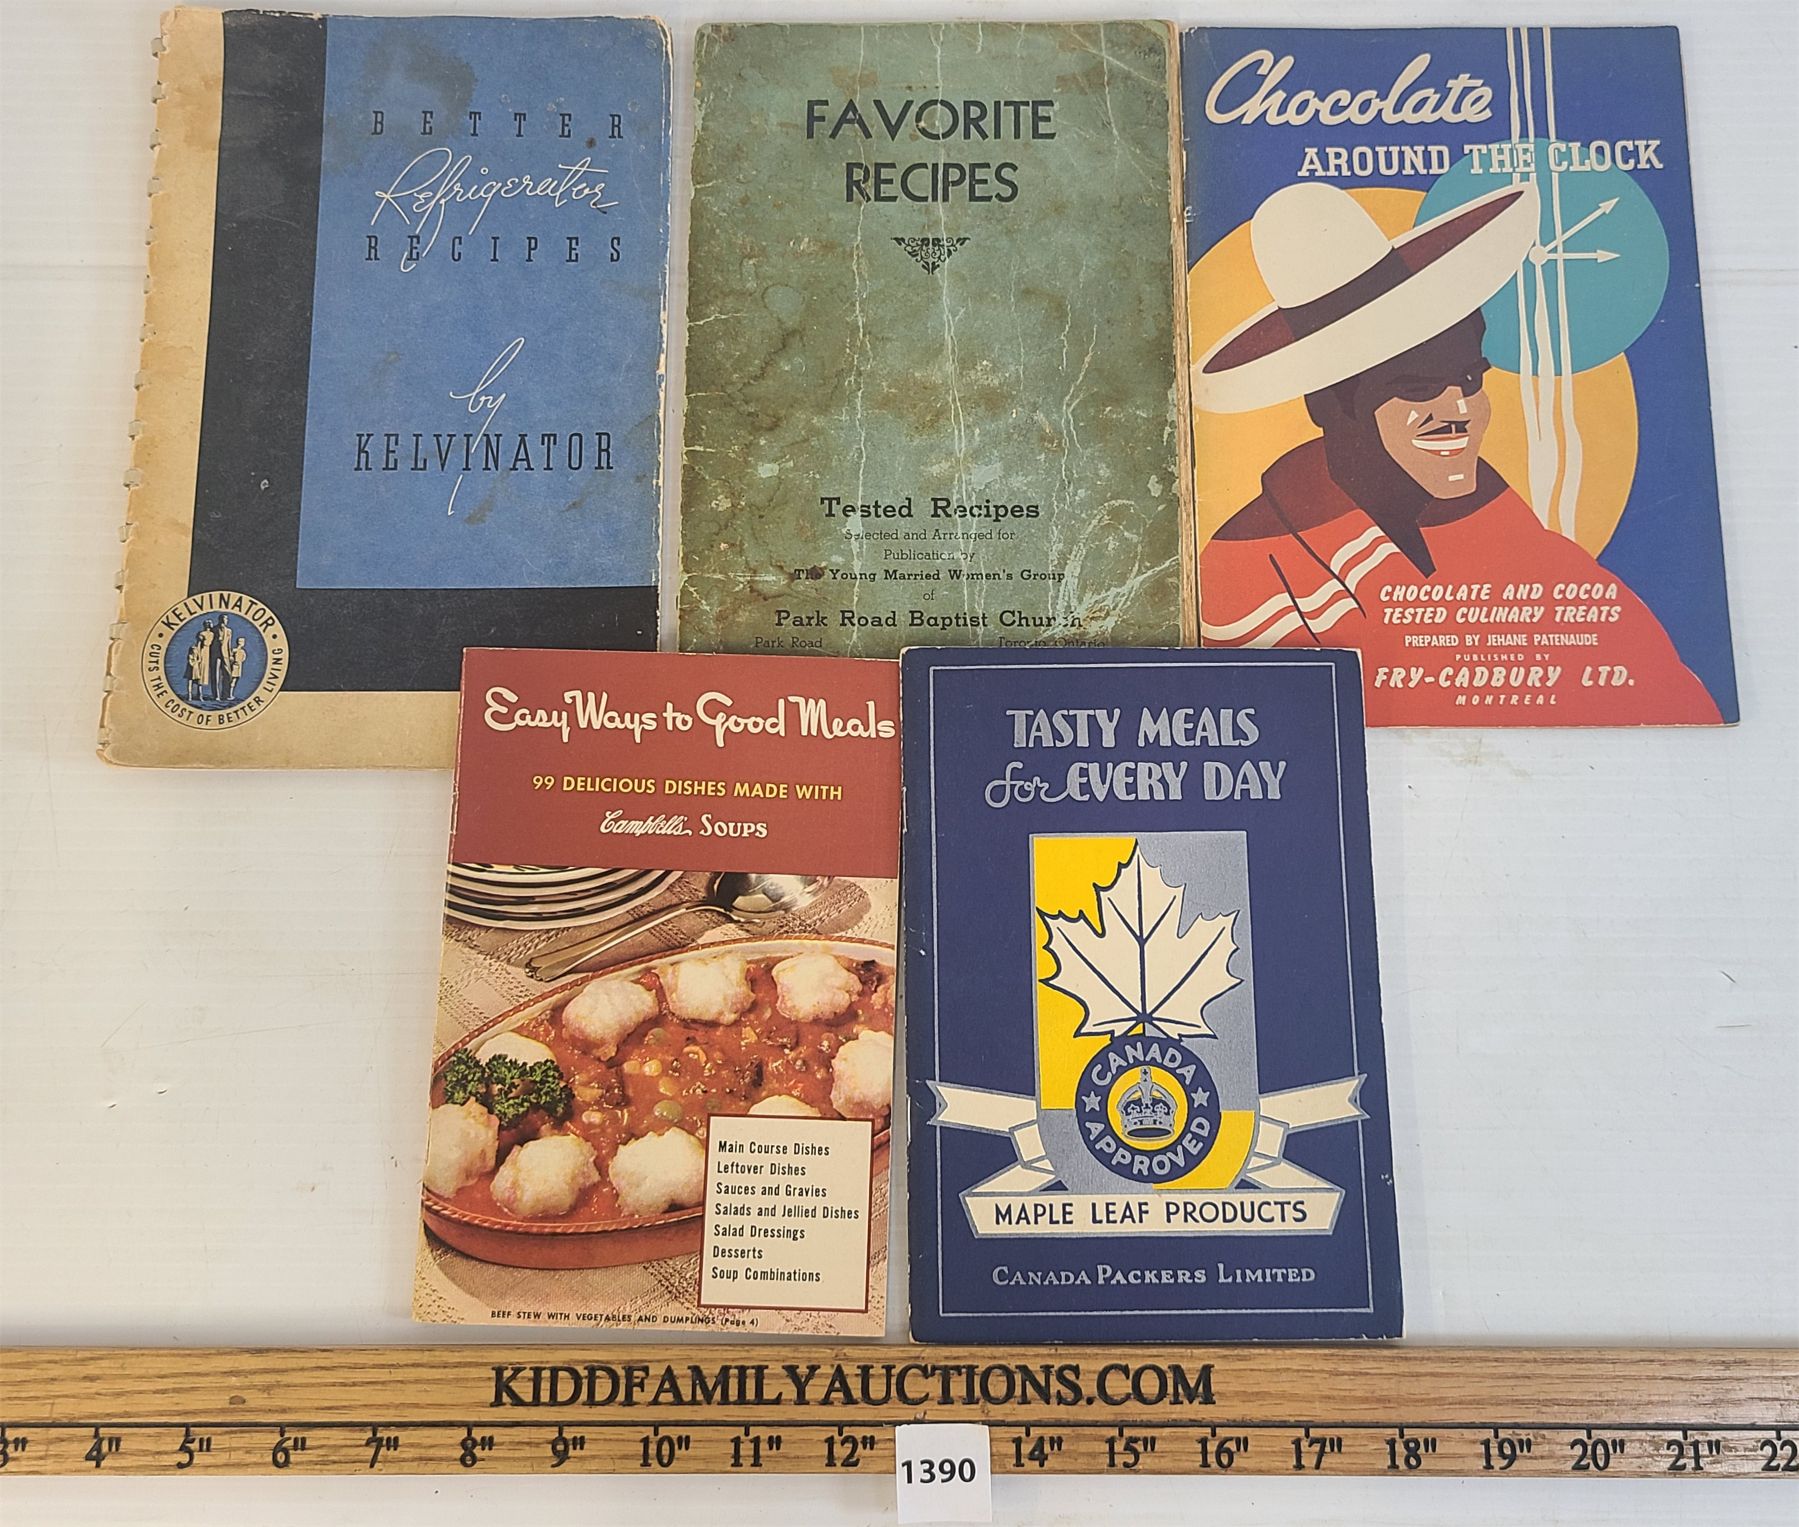 BETTER
Refrigerator
RECIPES
by
KELVINATOR
KELVINATOR
CUTS THE COST OF BETTER LIVING
FAVORITE
RECIPES
Tested Recipes
Selected and Arranged for
Publication by
The Young Married Women's Group
of
Park Road Baptist Church
Park Road Toronto Ontario
Chocolate
AROUND THE CLOCK
CHOCOLATE AND COCOA
TESTED CULINARY TREATS
PREPARED BY JEHANE PATENAUDE
PUBLISHED BY
FRY-CADBURY LTD.
MONTREAL
Easy Ways to Good Meals
99 DELICIOUS DISHES MADE WITH
Campbell's SOUPS
Main Course Dishes
Leftover Dishes
Sauces and Gravies
Salads and Jellied Dishes
Salad Dressings
Desserts
Soup Combinations
BEEF STEW WITH VEGETABLES AND DUMPLINGS (Page 4)
TASTY MEALS
for EVERY DAY
CANADA
APPROVED
MAPLE LEAF PRODUCTS
CANADA PACKERS LIMITED
KIDDFAMILYAUCTIONS.COM
3" 4" 5" 6" 7" 8" 9" 10" 11" 12" 14" 15" 16" 17" 18" 19" 20" 21" 22
1390